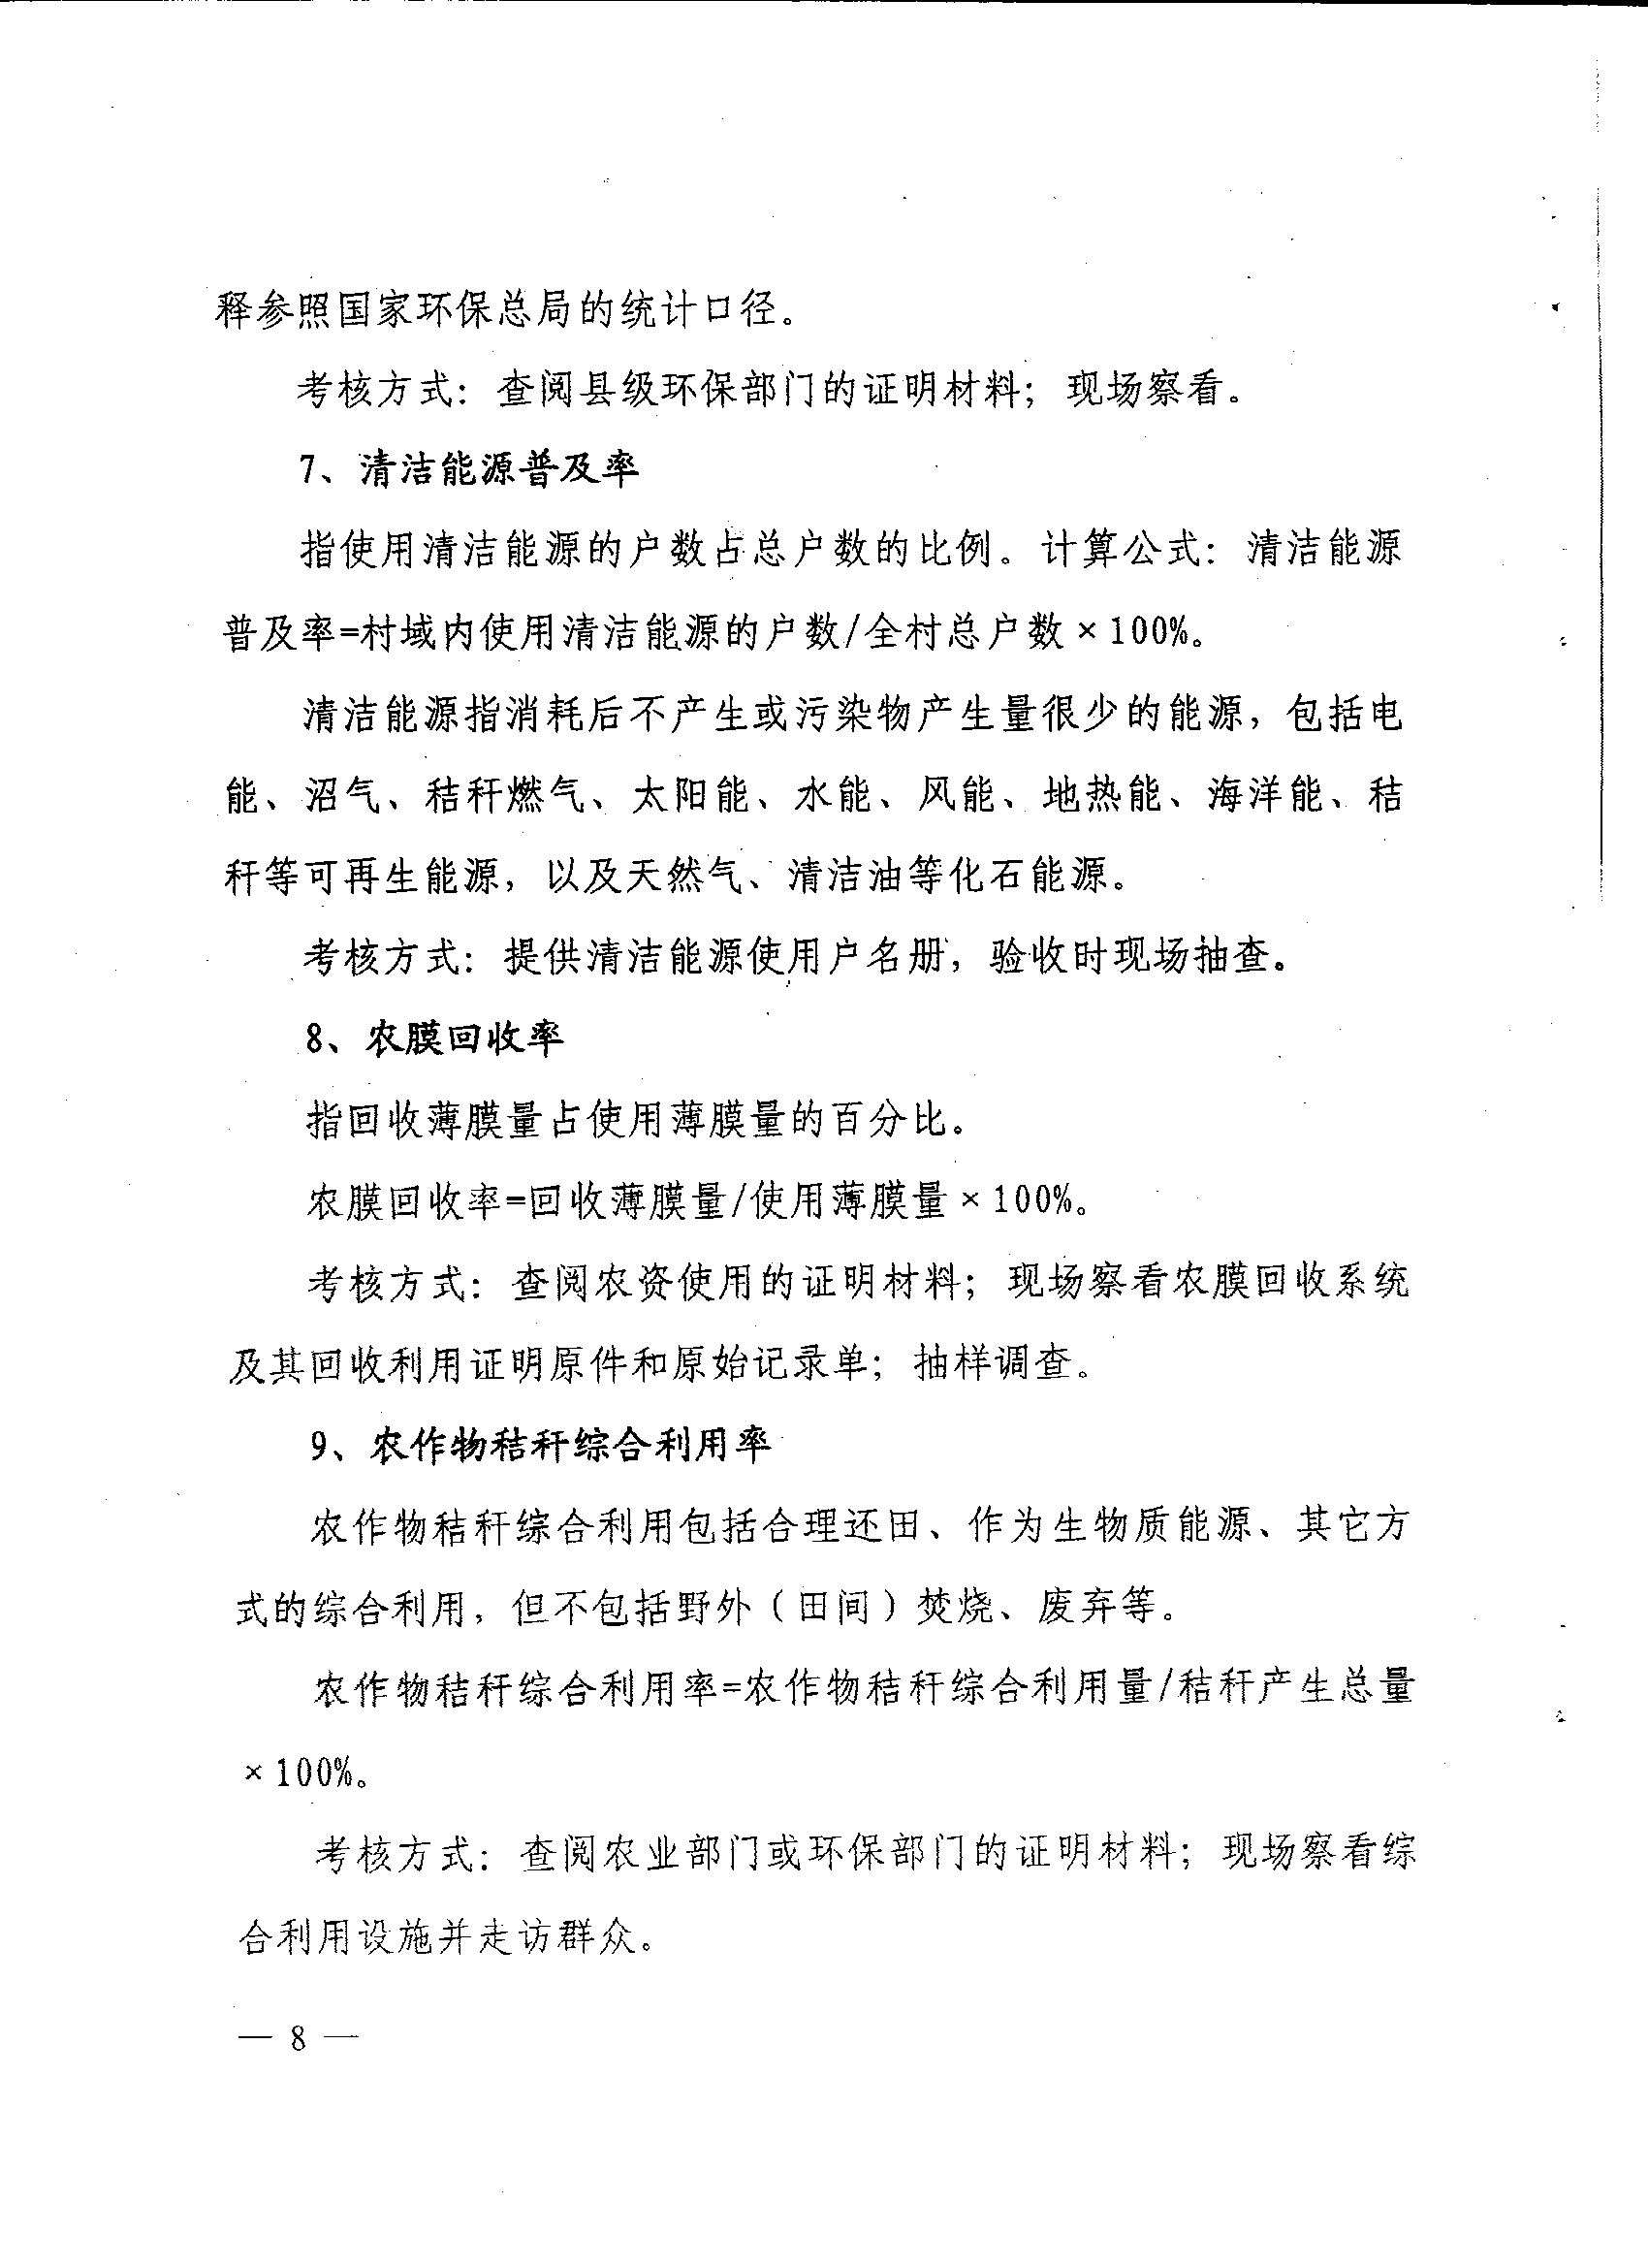 释参照国家环保总局的统计口径。
考核方式：查阅县级环保部门的证明材料；现场察看。
7、清洁能源普及率
指使用清洁能源的户数占总户数的比例。计算公式：清洁能源
普及率=村域内使用清洁能源的户数/全村总户数×100%。
清洁能源指消耗后不产生或污染物产生量很少的能源，包括电
能、沼气、秸秆燃气、太阳能、水能、风能、地热能、海洋能、秸
秆等可再生能源，以及天然气、清洁油等化石能源。
考核方式：提供清洁能源使用户名册，验收时现场抽查。
8、农膜回收率
指回收薄膜量占使用薄膜量的百分比。
农膜回收率=回收薄膜量/使用薄膜量×100%。
考核方式：查阅农资使用的证明材料；现场察看农膜回收系统
及其回收利用证明原件和原始记录单；抽样调查。
9、农作物秸秆综合利用率
农作物秸秆综合利用包括合理还田、作为生物质能源、其它方
式的综合利用，但不包括野外（田间）焚烧、废弃等。
农作物秸秆综合利用率=农作物秸秆综合利用量/秸秆产生总量
×100%。
考核方式：查阅农业部门或环保部门的证明材料；现场察看综
合利用设施并走访群众。
— 8 —